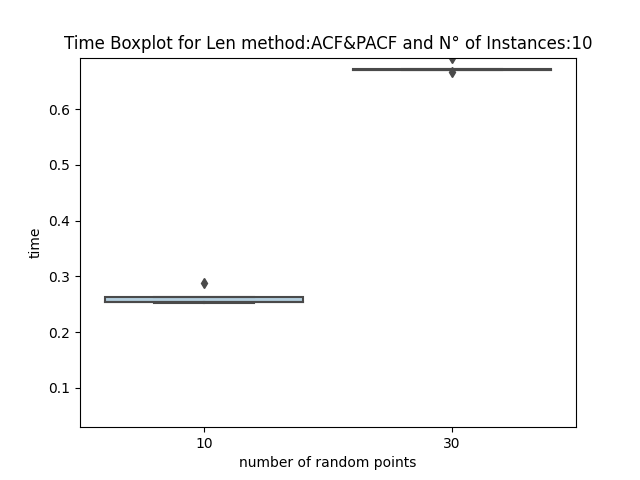 Time Boxplot for Len method:ACF&PACF and N° of Instances:10
0.6
0.5
0.4
0.3
0.2
0.1
time
10 30
number of random points